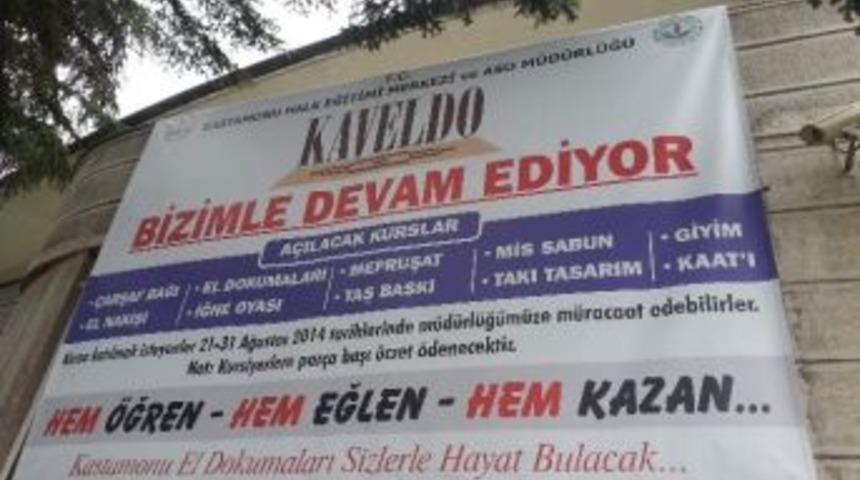 T.C.
KASTAMONU HALK EĞİTİMİ MERKEZİ ve ASO MÜDÜRLÜĞÜ
KAVELDO
BİZİMLE DEVAM EDİYOR
AÇILACAK KURSLAR
• ÇARŞAF BAĞI • EL DOKUMALARI • MEFRUŞAT • MİS SABUN • GİYİM
• EL NAKIŞI • İĞNE OYASI • TAŞ BASKI • TAKI TASARIM • KAAT'I
Kursa katılmak isteyenler 21-31 Ağustos 2014 tarihlerinde müdürlüğümüze müracaat edebilirler.
Not: Kursiyerlere parça başı ücret ödenecektir.
HEM ÖĞREN - HEM EĞLEN - HEM KAZAN...
Kastamonu El Dokumaları Sizlerle Hayat Bulacak...